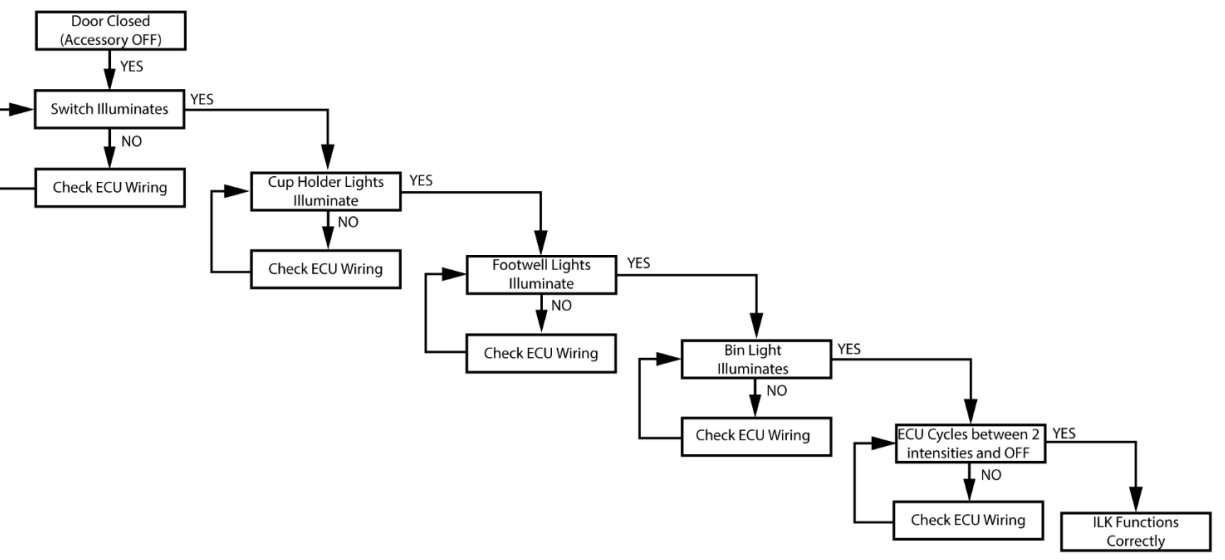 Door Closed
(Accessory OFF)
YES
Switch Illuminates
YES
NO
Check ECU Wiring
Cup Holder Lights
Illuminate
YES
NO
Check ECU Wiring
Footwell Lights
Illuminate
YES
NO
Check ECU Wiring
Bin Light
Illuminates
YES
NO
Check ECU Wiring
ECU Cycles between 2
intensities and OFF
YES
NO
Check ECU Wiring
ILK Functions
Correctly